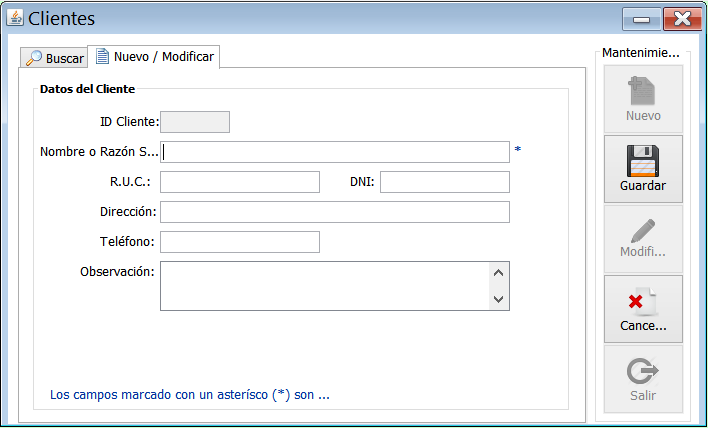 Clientes
Buscar
Nuevo / Modificar
Mantenimie...
Datos del Cliente
ID Cliente:
Nombre o Razón S...
*
R.U.C.:
DNI:
Dirección:
Teléfono:
Observación:
Los campos marcado con un asterísco (*) son ...
Nuevo
Guardar
Modifi...
Cance...
Salir